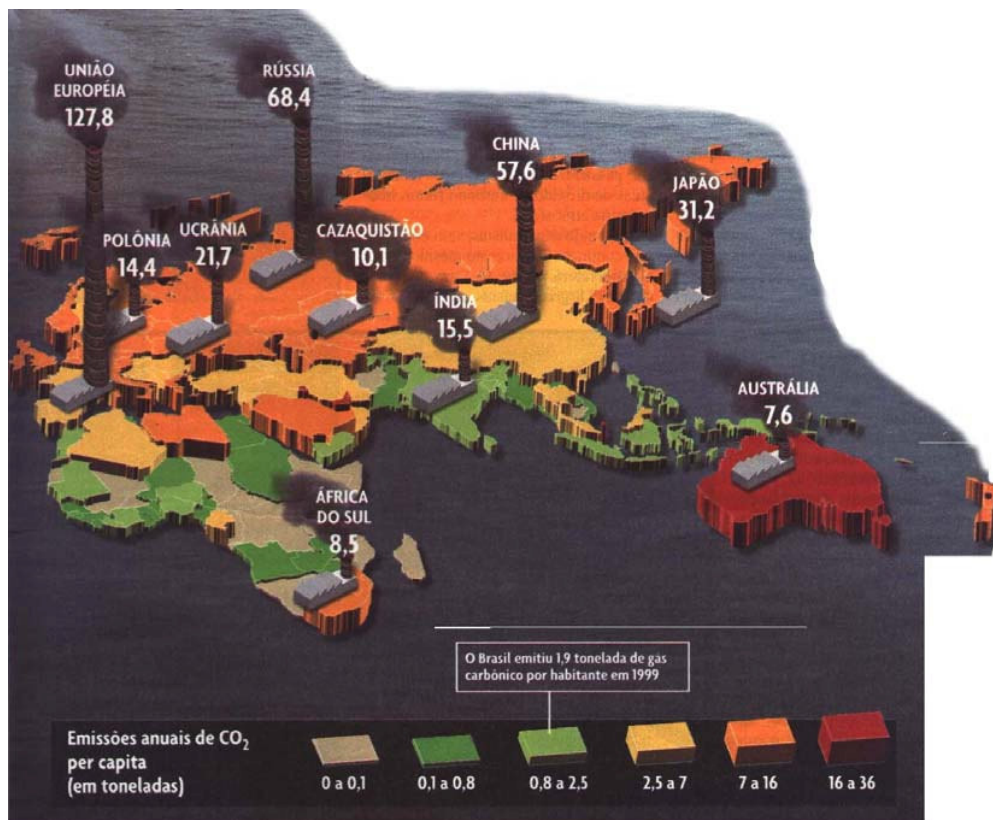 UNIÃO
EUROPÉIA
127,8
RÚSSIA
68,4
CHINA
57,6
JAPÃO
31,2
POLÔNIA
14,4
UCRÂNIA
21,7
CAZAQUISTÃO
10,1
ÍNDIA
15,5
AUSTRÁLIA
7,6
ÁFRICA
DO SUL
8,5
O Brasil emitiu 1,9 tonelada de gás
carbônico por habitante em 1999
Emissões anuais de CO₂
per capita
(em toneladas)
0 a 0,1
0,1 a 0,8
0,8 a 2,5
2,5 a 7
7 a 16
16 a 36